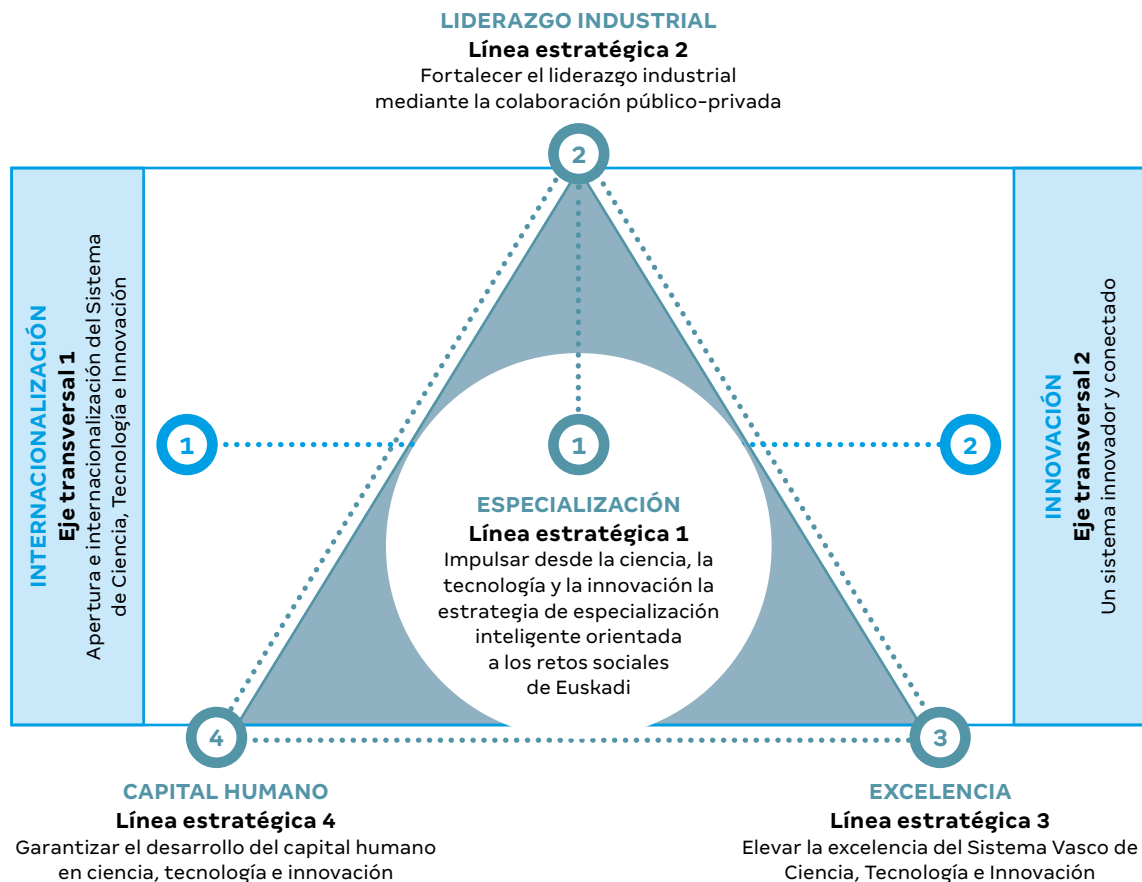 LIDERAZGO INDUSTRIAL
Línea estratégica 2
Fortalecer el liderazgo industrial
mediante la colaboración público-privada
2
INTERNACIONALIZACIÓN
Eje transversal 1
Apertura e internacionalización del Sistema
de Ciencia, Tecnología e Innovación
1
1
2
INNOVACIÓN
Eje transversal 2
Un sistema innovador y conectado
ESPECIALIZACIÓN
Línea estratégica 1
Impulsar desde la ciencia, la
tecnología y la innovación la
estrategia de especialización
inteligente orientada
a los retos sociales
de Euskadi
4
3
CAPITAL HUMANO
Línea estratégica 4
Garantizar el desarrollo del capital humano
en ciencia, tecnología e innovación
EXCELENCIA
Línea estratégica 3
Elevar la excelencia del Sistema Vasco de
Ciencia, Tecnología e Innovación